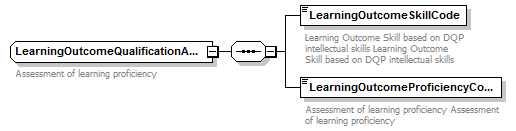 LearningOutcomeQualificationA...
Assessment of learning proficiency
LearningOutcomeSkillCode
Learning Outcome Skill based on DQP
intellectual skills Learning Outcome
Skill based on DQP intellectual skills
LearningOutcomeProficiencyCo...
Assessment of learning proficiency Assessment
of learning proficiency